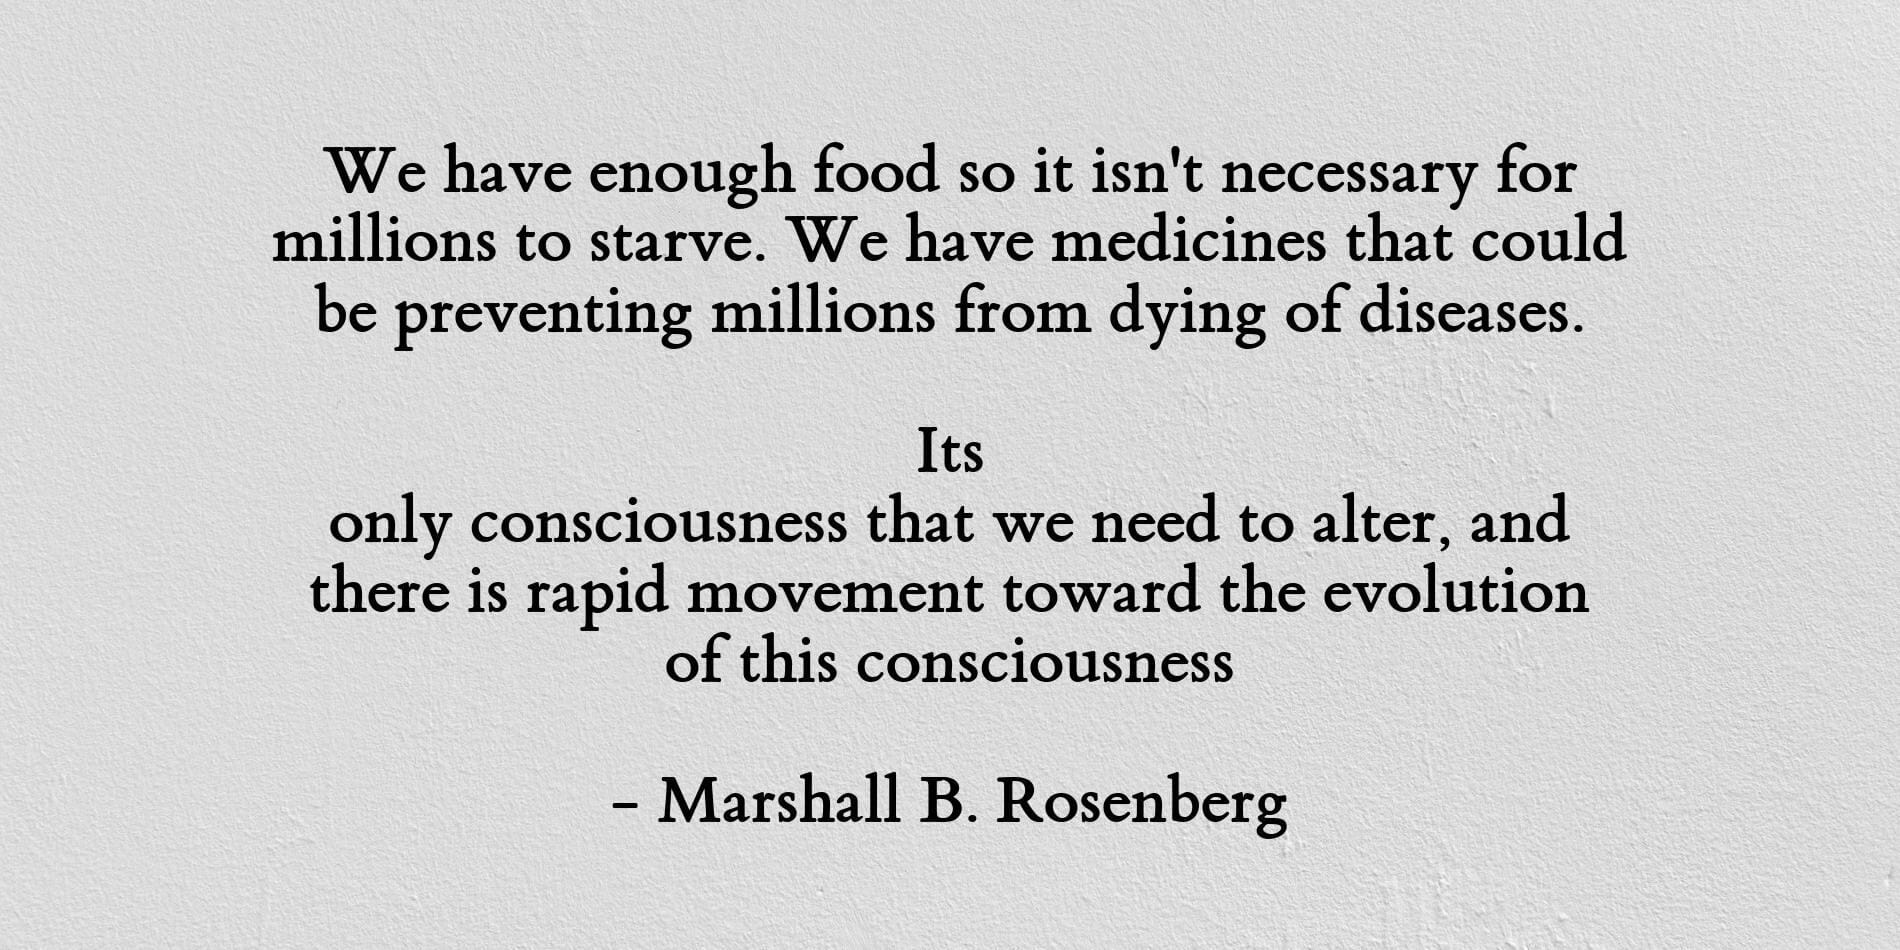 We have enough food so it isn't necessary for
millions to starve. We have medicines that could
be preventing millions from dying of diseases.
Its
only consciousness that we need to alter, and
there is rapid movement toward the evolution
of this consciousness
– Marshall B. Rosenberg